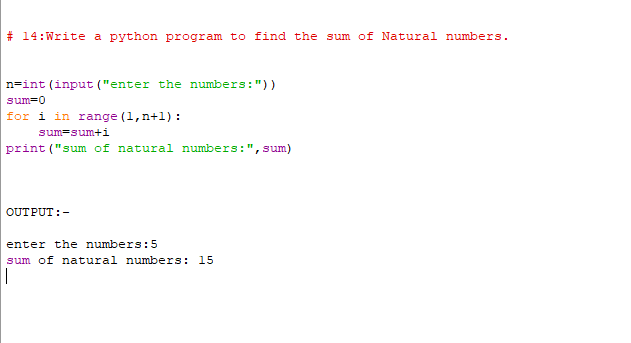 # 14:Write a python program to find the sum of Natural numbers.
n=int(input("enter the numbers:"))
sum=0
for i in range(1,n+1):
    sum=sum+i
print("sum of natural numbers:",sum)
OUTPUT:-
enter the numbers:5
sum of natural numbers: 15